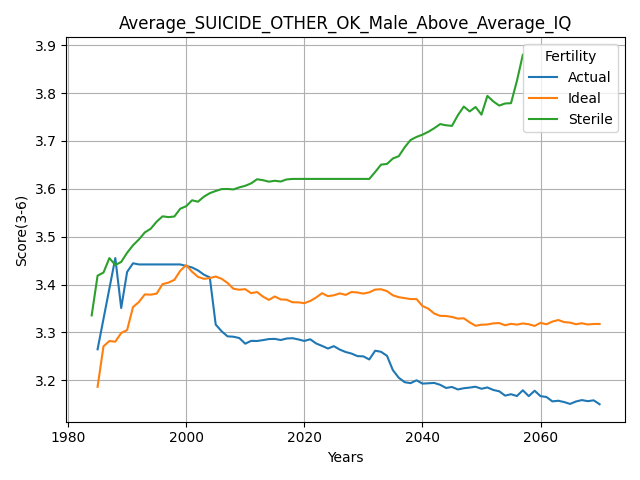 Average_SUICIDE_OTHER_OK_Male_Above_Average_IQ
3.9
3.8
3.7
3.6
3.5
3.4
3.3
3.2
Score(3-6)
Fertility
Actual
Ideal
Sterile
1980
2000
2020
2040
2060
Years